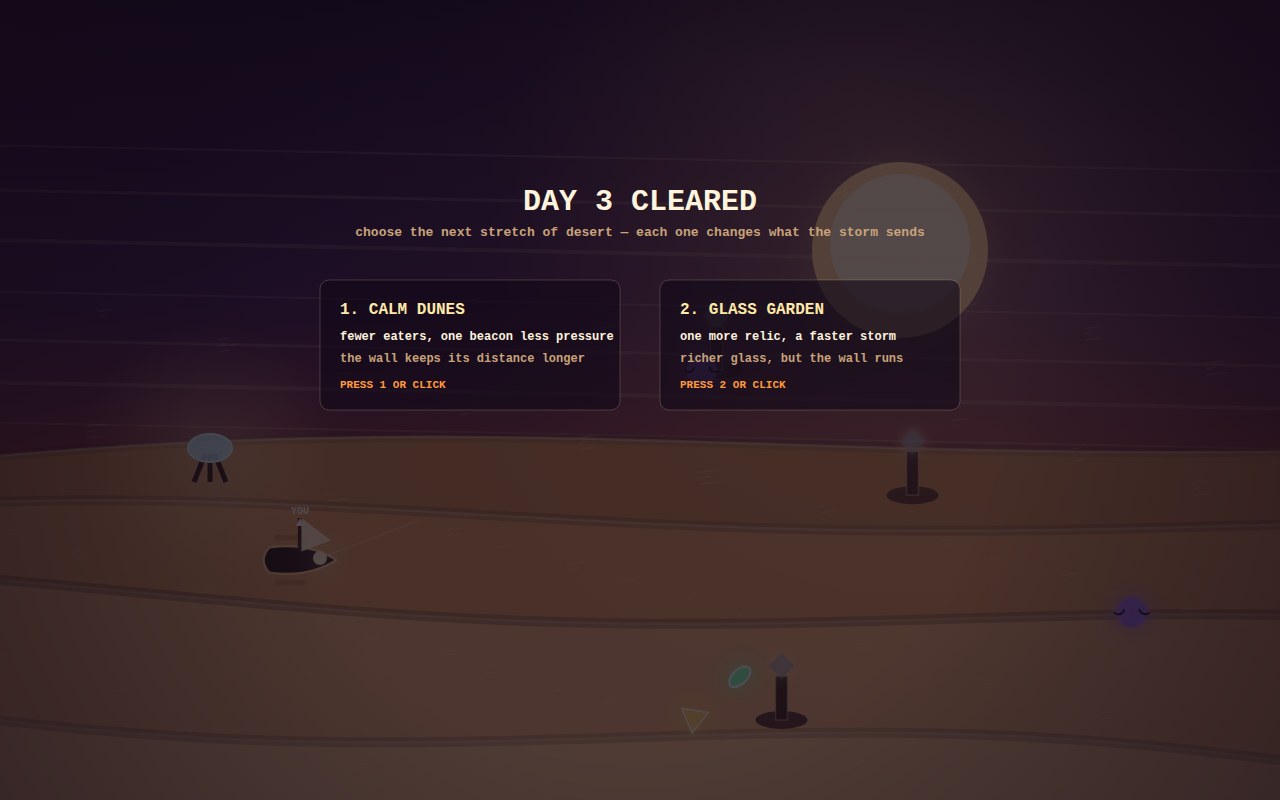 DAY 3 CLEARED
choose the next stretch of desert — each one changes what the storm sends
1. CALM DUNES
fewer eaters, one beacon less pressure
the wall keeps its distance longer
PRESS 1 OR CLICK
2. GLASS GARDEN
one more relic, a faster storm
richer glass, but the wall runs
PRESS 2 OR CLICK
YOU